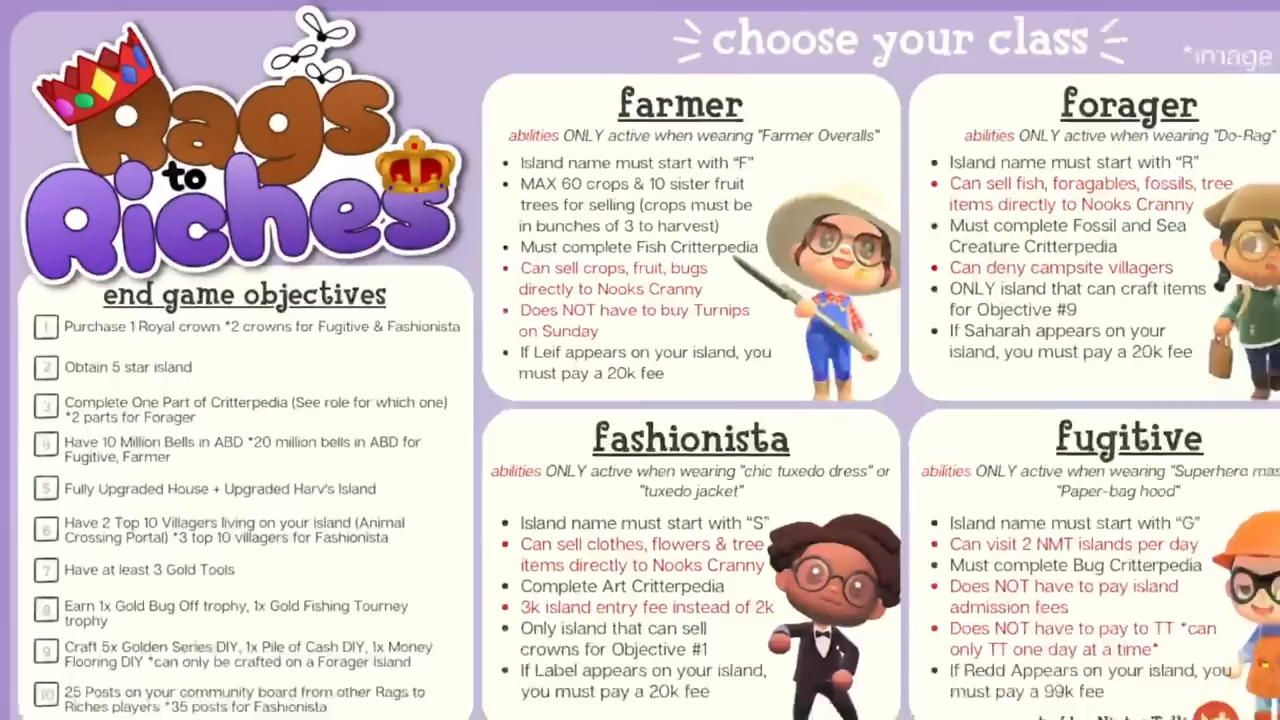 Rags
to
Riches
end game objectives
1 Purchase 1 Royal crown *2 crowns for Fugitive & Fashionista
2 Obtain 5 star island
3 Complete One Part of Critterpedia (See role for which one)
*2 parts for Forager
Have 10 Million Bells in ABD *20 million bells in ABD for
Fugitive, Farmer
5 Fully Upgraded House + Upgraded Harv's Island
6 Have 2 Top 10 Villagers living on your island (Animal
Crossing Portal) *3 top 10 villagers for Fashionista
7 Have at least 3 Gold Tools
8 Earn 1x Gold Bug Off trophy, 1x Gold Fishing Tourney
trophy
9 Craft 5x Golden Series DIY, 1x Pile of Cash DIY, 1x Money
Flooring DIY *can only be crafted on a Forager Island
10 25 Posts on your community board from other Rags to
Riches players *35 posts for Fashionista
choose your class
*image
farmer
abilities ONLY active when wearing "Farmer Overalls"
• Island name must start with "F"
• MAX 60 crops & 10 sister fruit
trees for selling (crops must be
in bunches of 3 to harvest)
• Must complete Fish Critterpedia
• Can sell crops, fruit, bugs
directly to Nooks Cranny
• Does NOT have to buy Turnips
on Sunday
• If Leif appears on your island, you
must pay a 20k fee
forager
abilities ONLY active when wearing "Do-Rag"
• Island name must start with "R"
• Can sell fish, foragables, fossils, tree
items directly to Nooks Cranny
• Must complete Fossil and Sea
Creature Critterpedia
• Can deny campsite villagers
• ONLY island that can craft items
for Objective #9
• If Saharah appears on your
island, you must pay a 20k fee
fashionista
abilities ONLY active when wearing "chic tuxedo dress" or
"tuxedo jacket"
• Island name must start with "S"
• Can sell clothes, flowers & tree
items directly to Nooks Cranny
• Complete Art Critterpedia
• 3k island entry fee instead of 2k
• Only island that can sell
crowns for Objective #1
• If Label appears on your island,
you must pay a 20k fee
fugitive
abilities ONLY active when wearing "Superhero mas
"Paper-bag hood"
• Island name must start with "G"
• Can visit 2 NMT islands per day
• Must complete Bug Critterpedia
• Does NOT have to pay island
admission fees
• Does NOT have to pay to TT *can
only TT one day at a time*
• If Redd Appears on your island, you
must pay a 99k fee